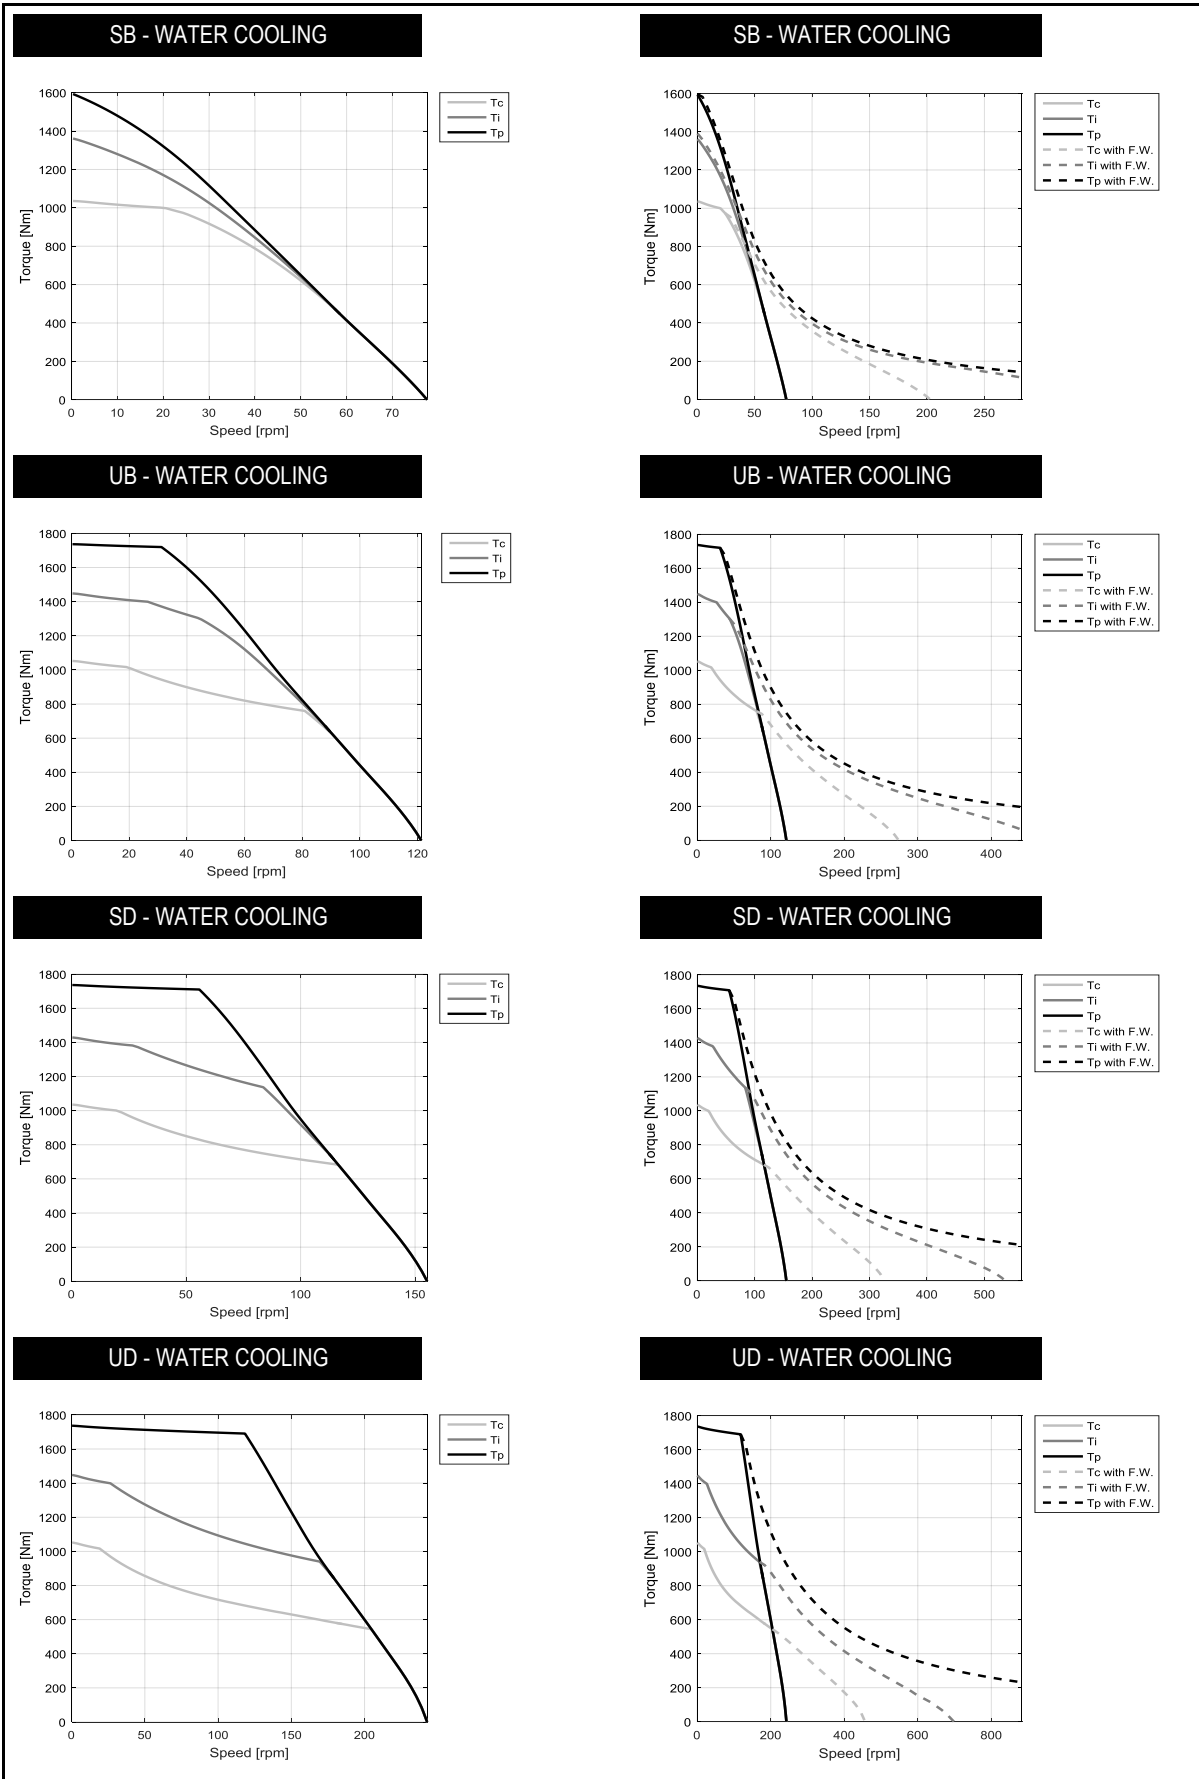 SB - WATER COOLING
1600
1400
1200
1000
800
600
400
200
0
Torque [Nm]
0 10 20 30 40 50 60 70
Speed [rpm]
Tc
Ti
Tp
SB - WATER COOLING
1600
1400
1200
1000
800
600
400
200
0
Torque [Nm]
0 50 100 150 200 250
Speed [rpm]
Tc
Ti
Tp
Tc with F.W.
Ti with F.W.
Tp with F.W.
UB - WATER COOLING
1800
1600
1400
1200
1000
800
600
400
200
0
Torque [Nm]
0 20 40 60 80 100 120
Speed [rpm]
Tc
Ti
Tp
UB - WATER COOLING
1800
1600
1400
1200
1000
800
600
400
200
0
Torque [Nm]
0 100 200 300 400
Speed [rpm]
Tc
Ti
Tp
Tc with F.W.
Ti with F.W.
Tp with F.W.
SD - WATER COOLING
1800
1600
1400
1200
1000
800
600
400
200
0
Torque [Nm]
0 50 100 150
Speed [rpm]
Tc
Ti
Tp
SD - WATER COOLING
1800
1600
1400
1200
1000
800
600
400
200
0
Torque [Nm]
0 100 200 300 400 500
Speed [rpm]
Tc
Ti
Tp
Tc with F.W.
Ti with F.W.
Tp with F.W.
UD - WATER COOLING
1800
1600
1400
1200
1000
800
600
400
200
0
Torque [Nm]
0 50 100 150 200
Speed [rpm]
Tc
Ti
Tp
UD - WATER COOLING
1800
1600
1400
1200
1000
800
600
400
200
0
Torque [Nm]
0 200 400 600 800
Speed [rpm]
Tc
Ti
Tp
Tc with F.W.
Ti with F.W.
Tp with F.W.